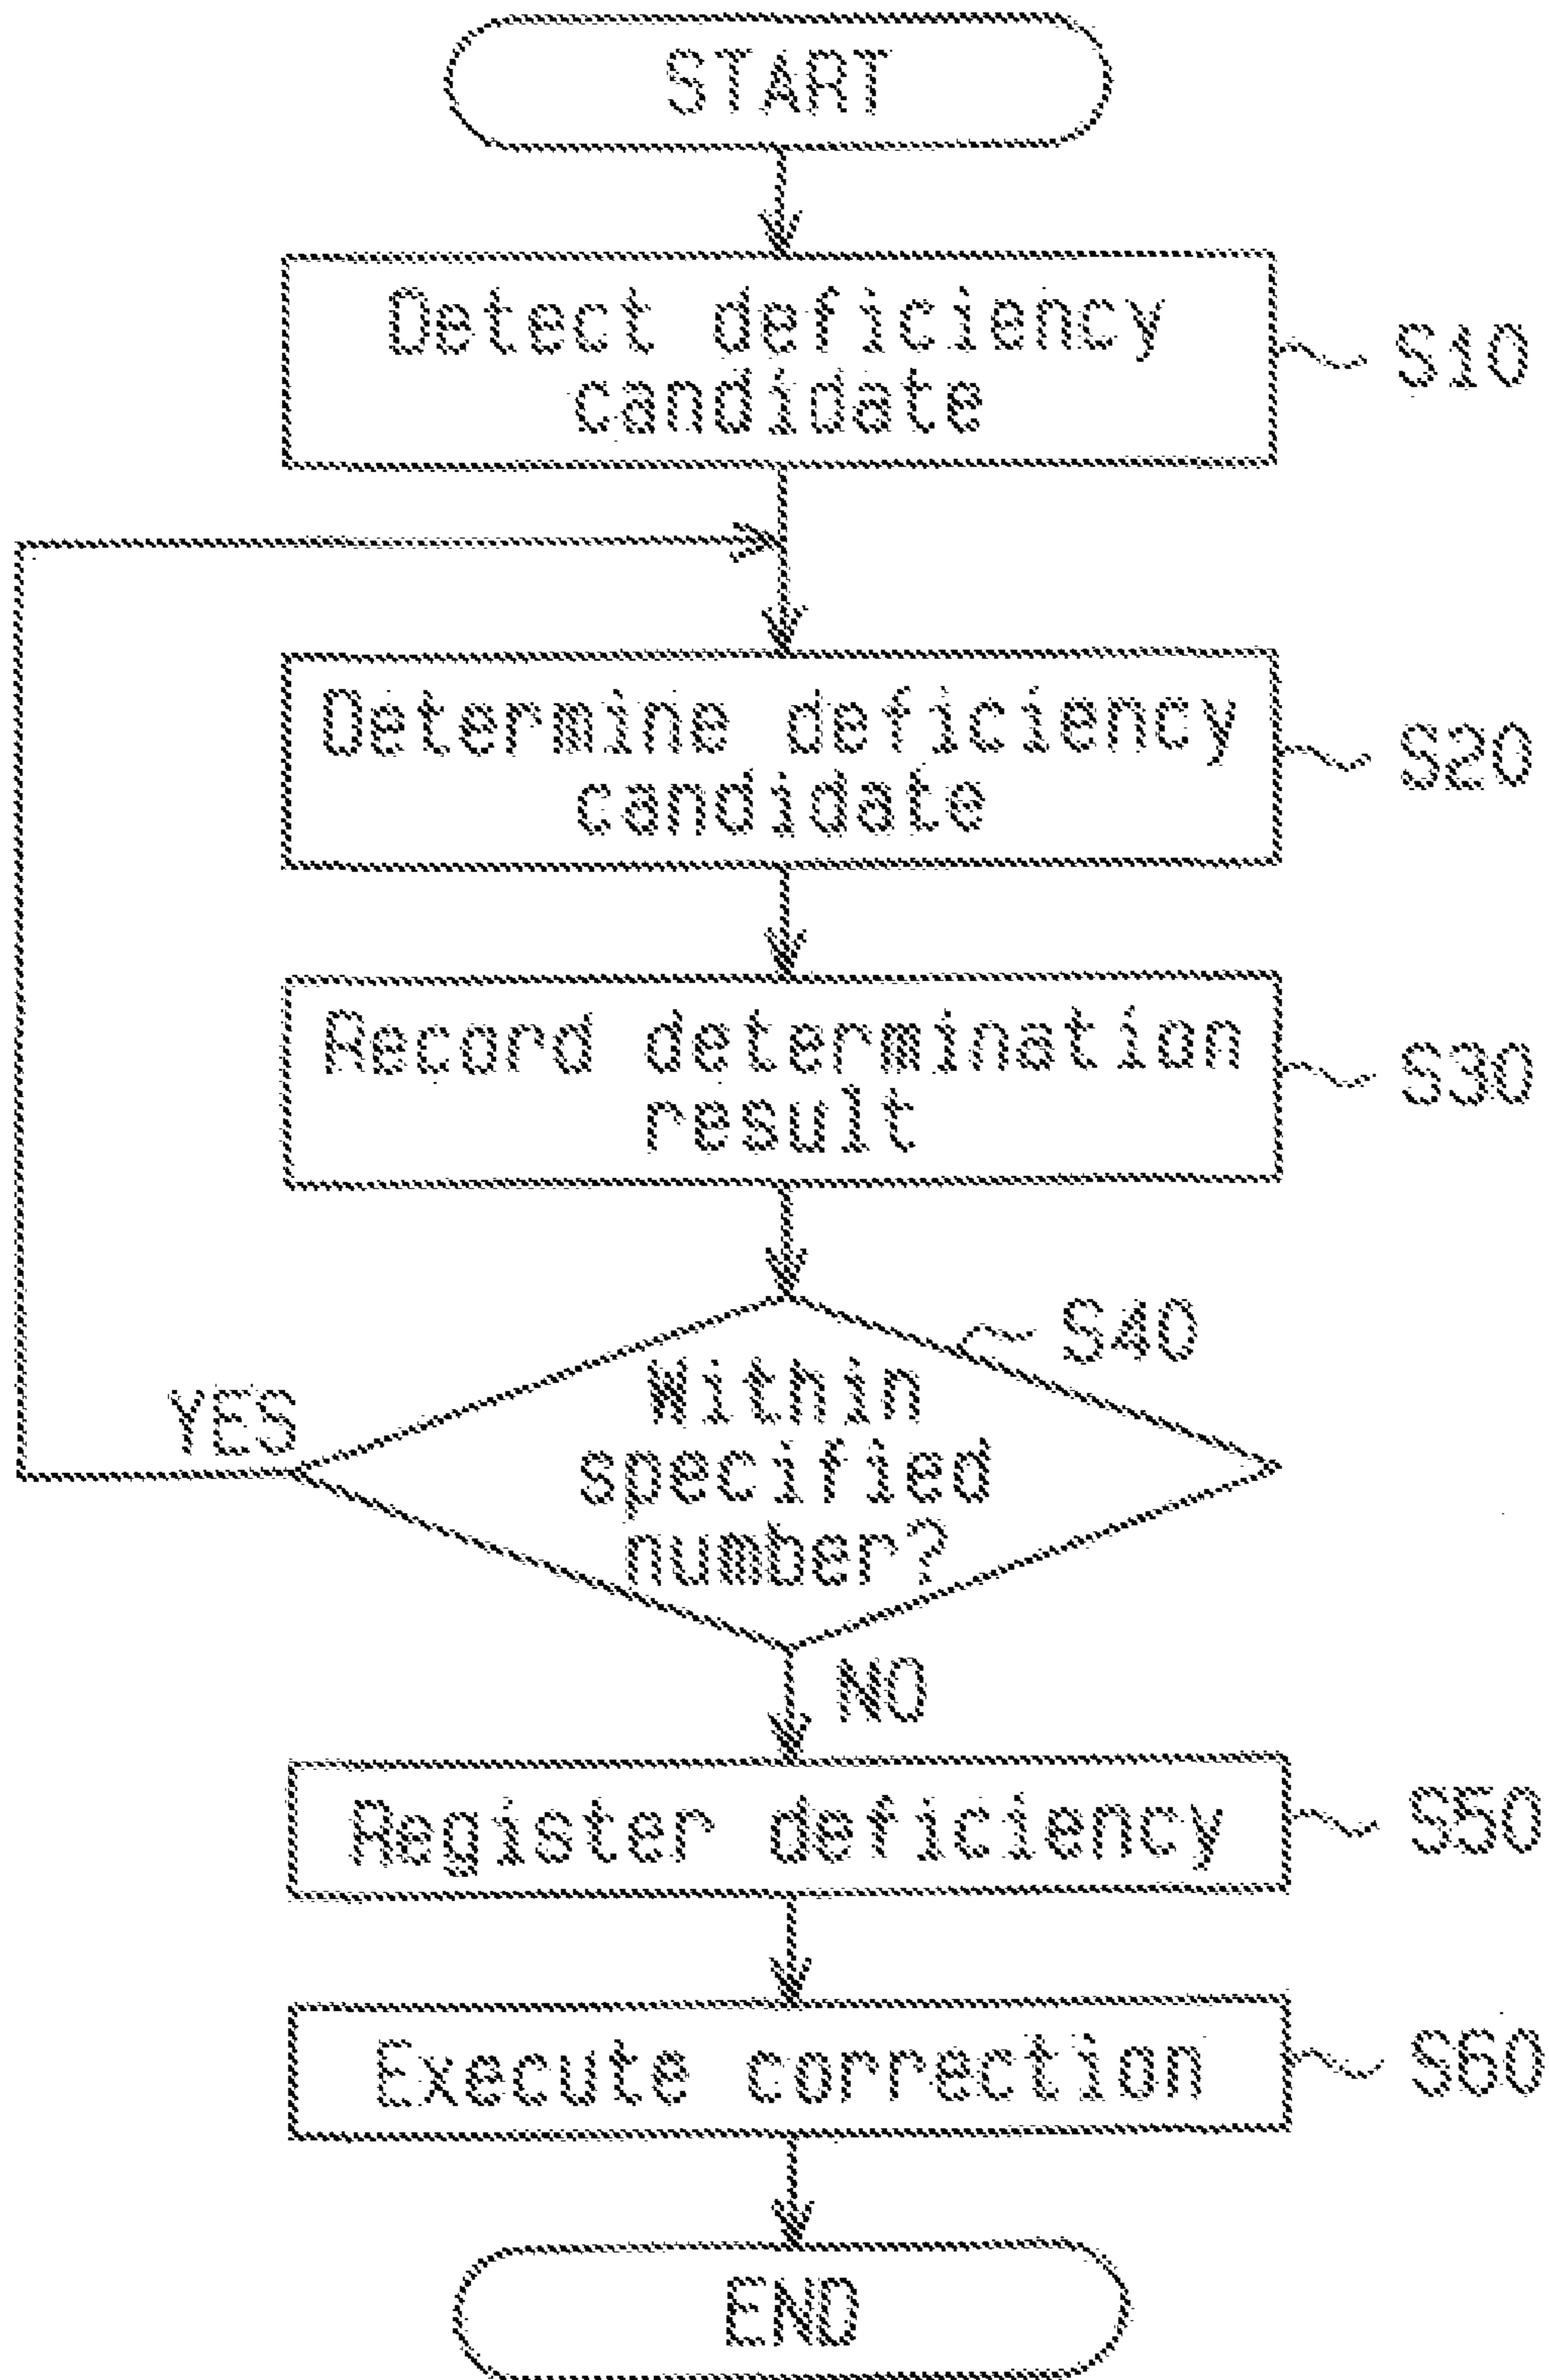 START
Detect deficiency
candidate
S10
Determine deficiency
candidate
S20
Record determination
result
S30
S40
Within
specified
number?
YES
NO
Register deficiency
S50
Execute correction
S60
END